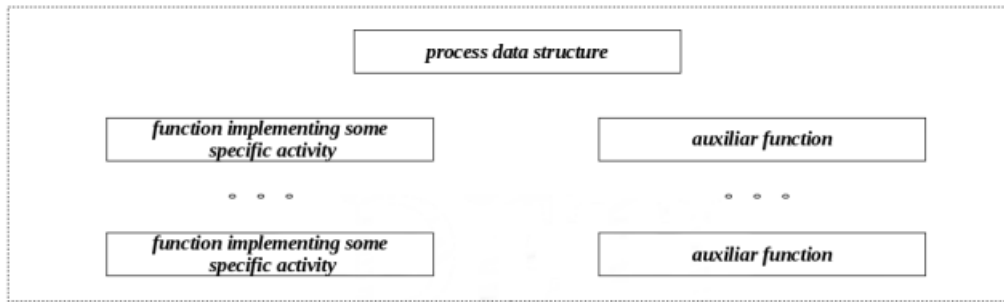 process data structure
function implementing some
specific activity
auxiliar function
function implementing some
specific activity
auxiliar function